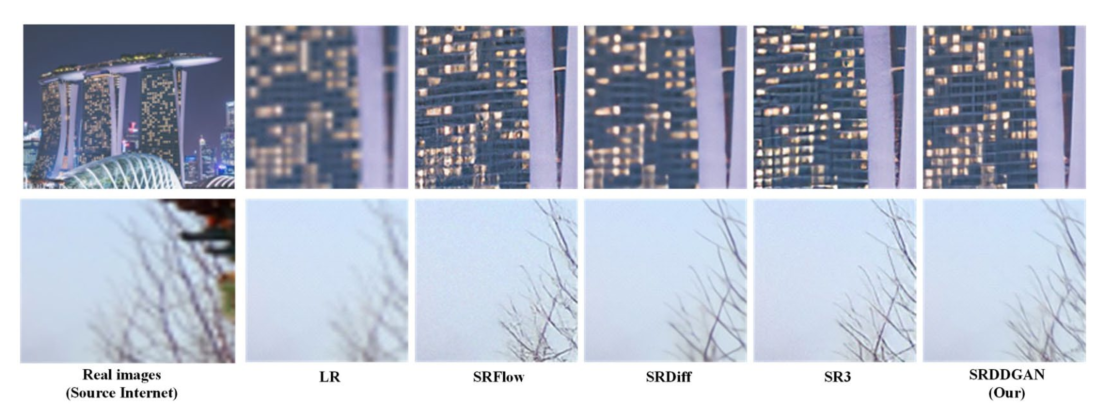 Real images
(Source Internet)
LR
SRFlow
SRDiff
SR3
SRDDGAN
(Our)